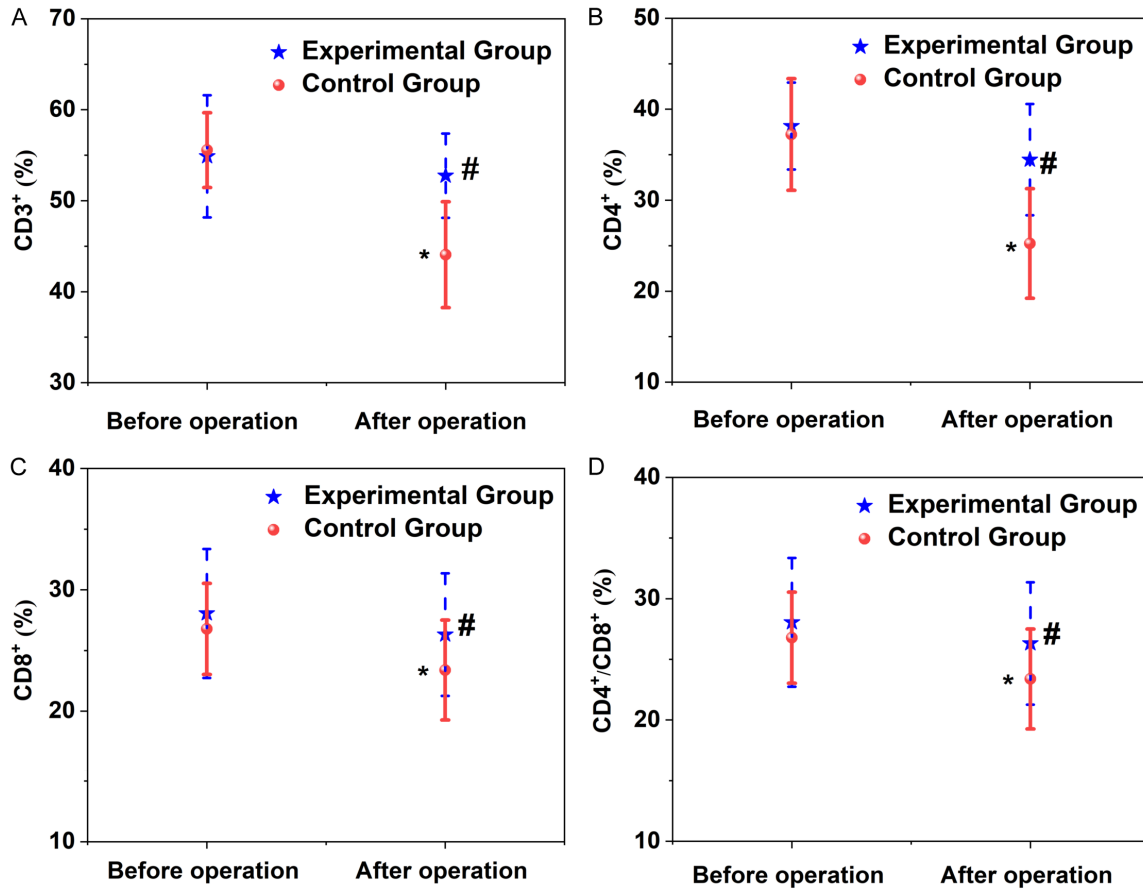 A
70
60
50
40
30
CD3⁺ (%)
Experimental Group
Control Group
#
*
Before operation After operation
B
50
40
30
20
10
CD4⁺ (%)
Experimental Group
Control Group
#
*
Before operation After operation
C
40
30
20
10
CD8⁺ (%)
Experimental Group
Control Group
#
*
Before operation After operation
D
40
30
20
10
CD4⁺/CD8⁺ (%)
Experimental Group
Control Group
#
*
Before operation After operation